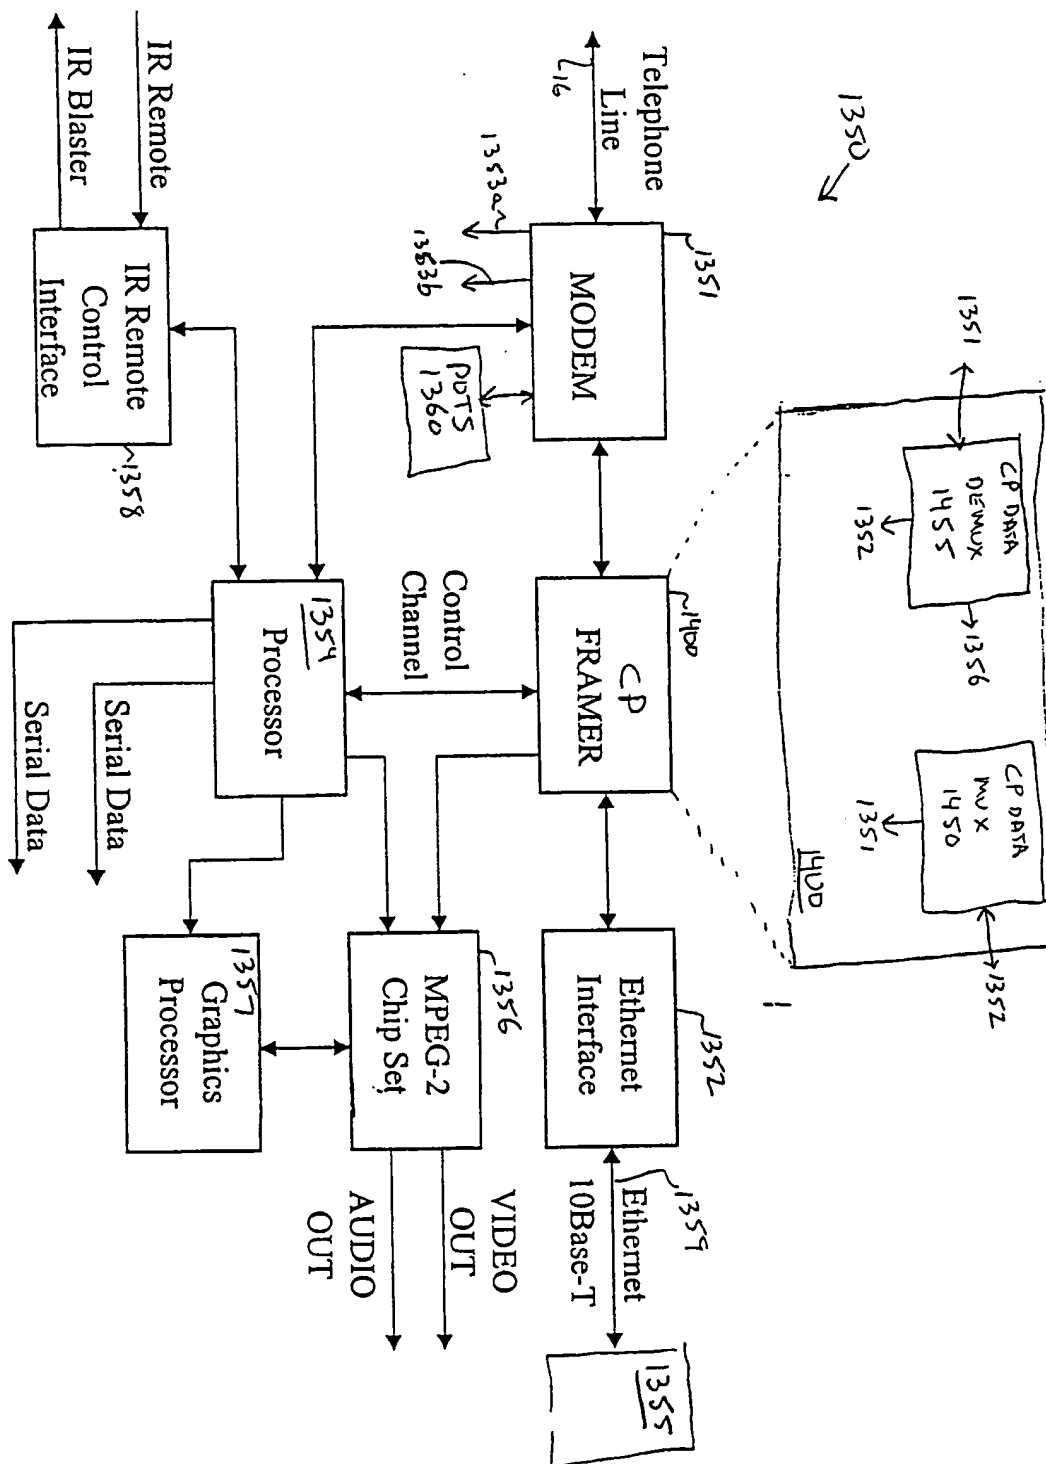 1350
1351
CP DATA
DEMUX
1455
1352
1356
CP DATA
MUX
1450
1351
1352
1400
Telephone
Line
16
1351
MODEM
1353a
1353b
POTS
1360
1400
CP
FRAMER
1352
Ethernet
Interface
1359
Ethernet
10Base-T
1355
Control
Channel
1354
Processor
1356
MPEG-2
Chip Set
VIDEO
OUT
AUDIO
OUT
IR Remote
IR Blaster
IR Remote
Control
Interface
1358
Serial Data
Serial Data
1357
Graphics
Processor